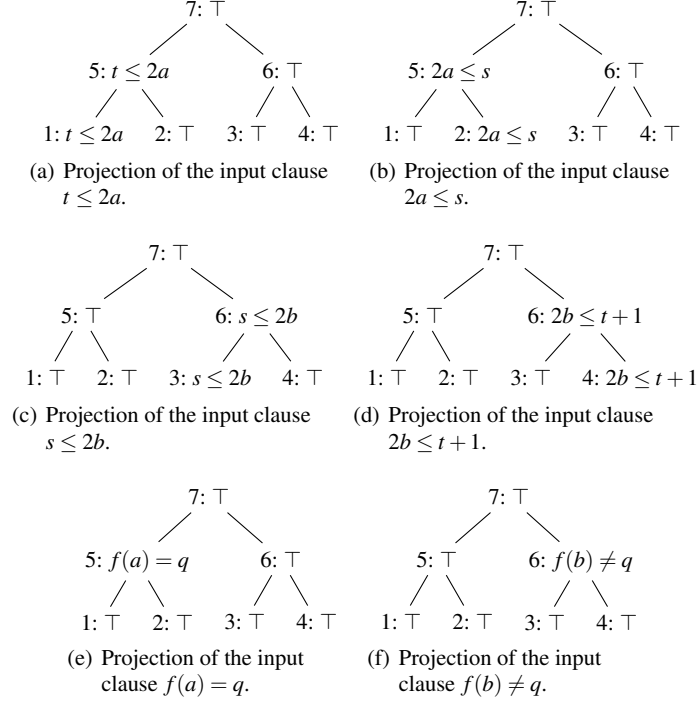 7: ⊤ 7: ⊤
5: t ≤ 2a 6: ⊤ 5: 2a ≤ s 6: ⊤
1: t ≤ 2a 2: ⊤ 3: ⊤ 4: ⊤ 1: ⊤ 2: 2a ≤ s 3: ⊤ 4: ⊤
(a) Projection of the input clause
t ≤ 2a.
(b) Projection of the input clause
2a ≤ s.
7: ⊤ 7: ⊤
5: ⊤ 6: s ≤ 2b 5: ⊤ 6: 2b ≤ t + 1
1: ⊤ 2: ⊤ 3: s ≤ 2b 4: ⊤ 1: ⊤ 2: ⊤ 3: ⊤ 4: 2b ≤ t + 1
(c) Projection of the input clause
s ≤ 2b.
(d) Projection of the input clause
2b ≤ t + 1.
7: ⊤ 7: ⊤
5: f(a) = q 6: ⊤ 5: ⊤ 6: f(b) ≠ q
1: ⊤ 2: ⊤ 3: ⊤ 4: ⊤ 1: ⊤ 2: ⊤ 3: ⊤ 4: ⊤
(e) Projection of the input
clause f(a) = q.
(f) Projection of the input
clause f(b) ≠ q.